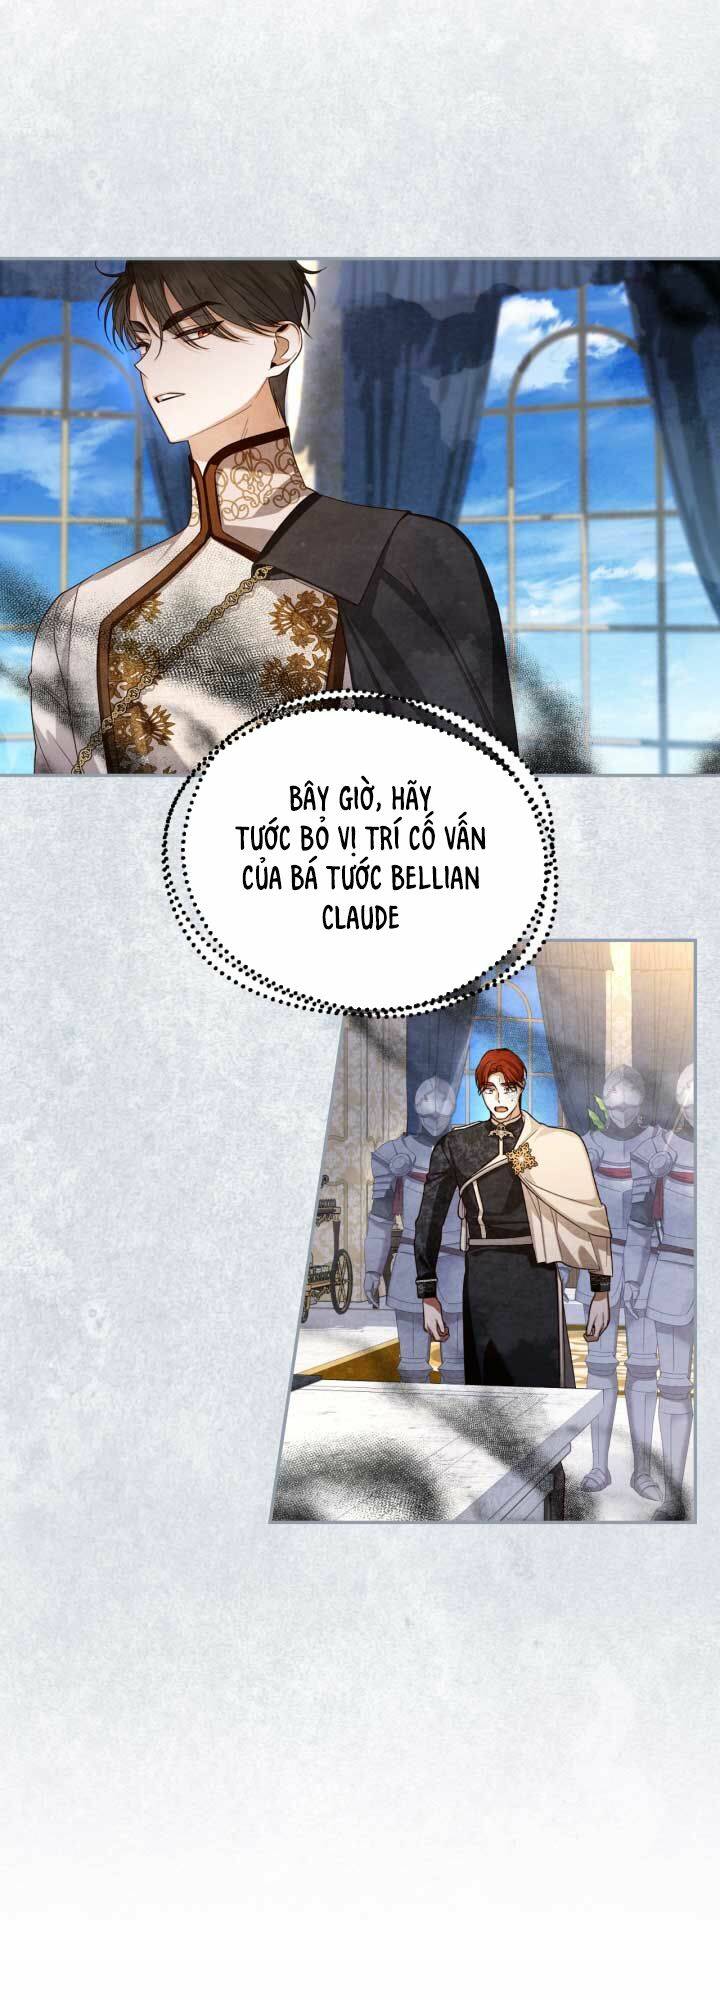 BÂY GIỜ, HÃY
TƯỚC BỎ VỊ TRÍ CỐ VẤN
CỦA BÁ TƯỚC BELLIAN
CLAUDE